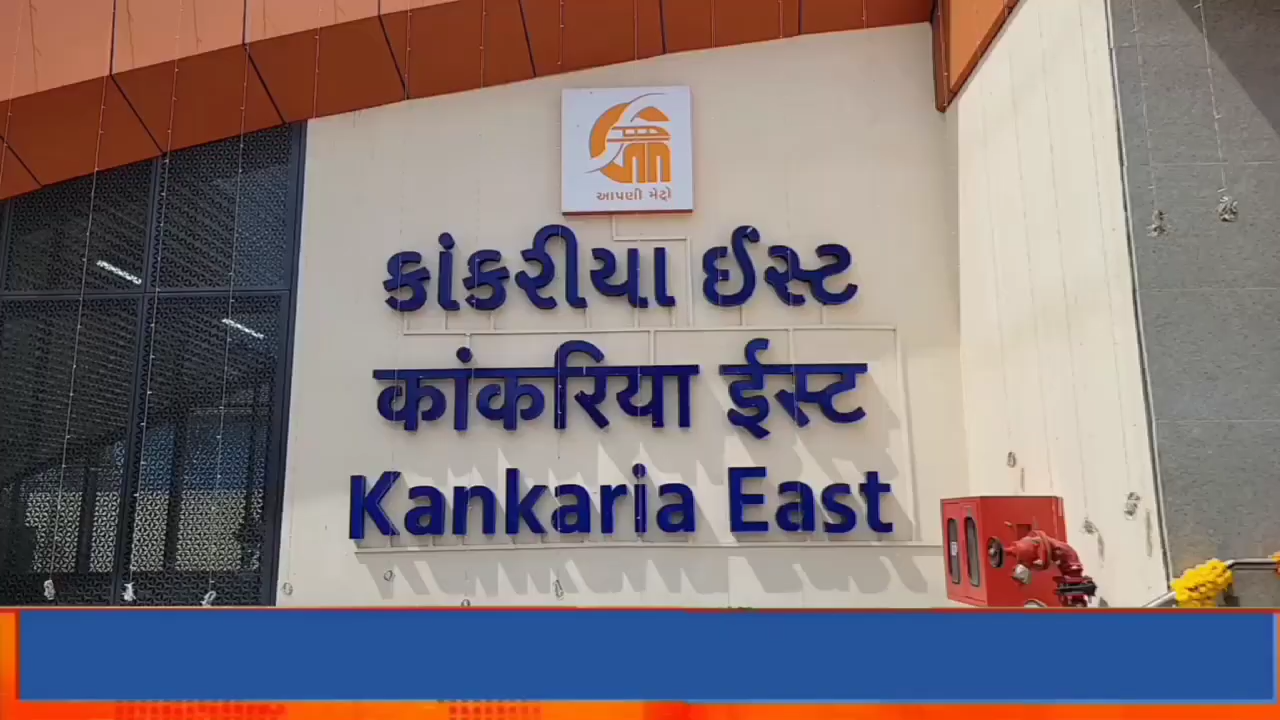 આપણી મેટ્રો
કાંકરીયા ઈસ્ટ
कांकरिया ईस्ट
Kankaria East